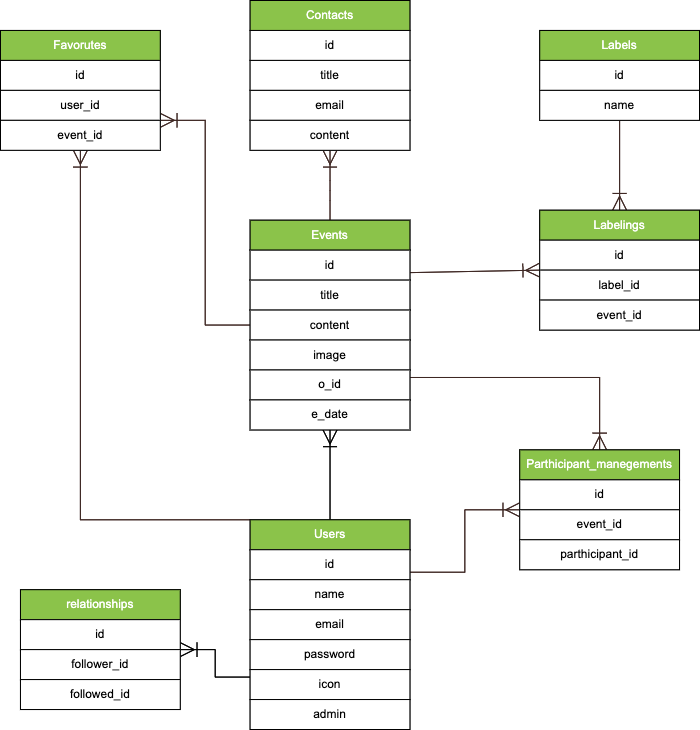 Contacts
id
title
email
content
Favorutes
id
user_id
event_id
Labels
id
name
Events
id
title
content
image
o_id
e_date
Labelings
id
label_id
event_id
Parthicipant_manegements
id
event_id
parthicipant_id
Users
id
name
email
password
icon
admin
relationships
id
follower_id
followed_id